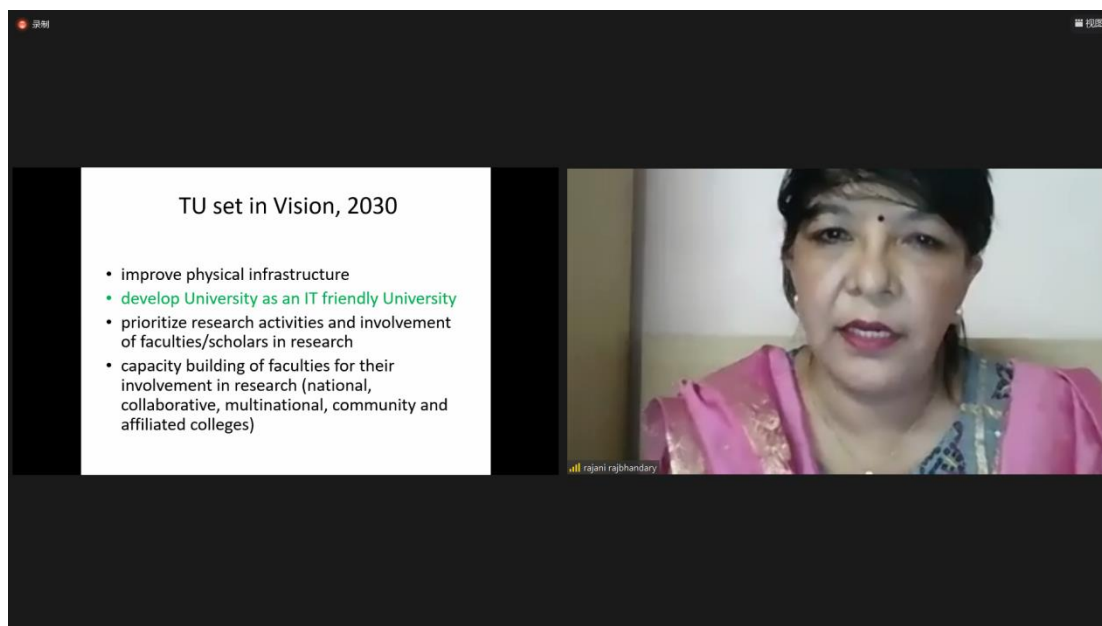 录制
视图
TU set in Vision, 2030
• improve physical infrastructure
• develop University as an IT friendly University
• prioritize research activities and involvement
of faculties/scholars in research
• capacity building of faculties for their
involvement in research (national,
collaborative, multinational, community and
affiliated colleges)
rajani rajbhandary